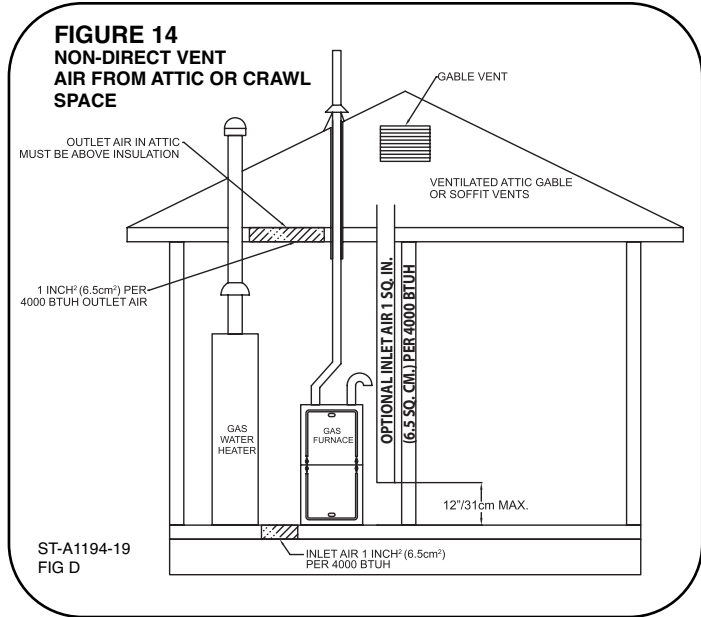 FIGURE 14
NON-DIRECT VENT
AIR FROM ATTIC OR CRAWL
SPACE
GABLE VENT
OUTLET AIR IN ATTIC
MUST BE ABOVE INSULATION
VENTILATED ATTIC GABLE
OR SOFFIT VENTS
1 INCH² (6.5cm²) PER
4000 BTUH OUTLET AIR
OPTIONAL INLET AIR 1 SQ. IN.
(6.5 SQ. CM.) PER 4000 BTUH
GAS
WATER
HEATER
GAS
FURNACE
12"/31cm MAX.
INLET AIR 1 INCH² (6.5cm²)
PER 4000 BTUH
ST-A1194-19
FIG D